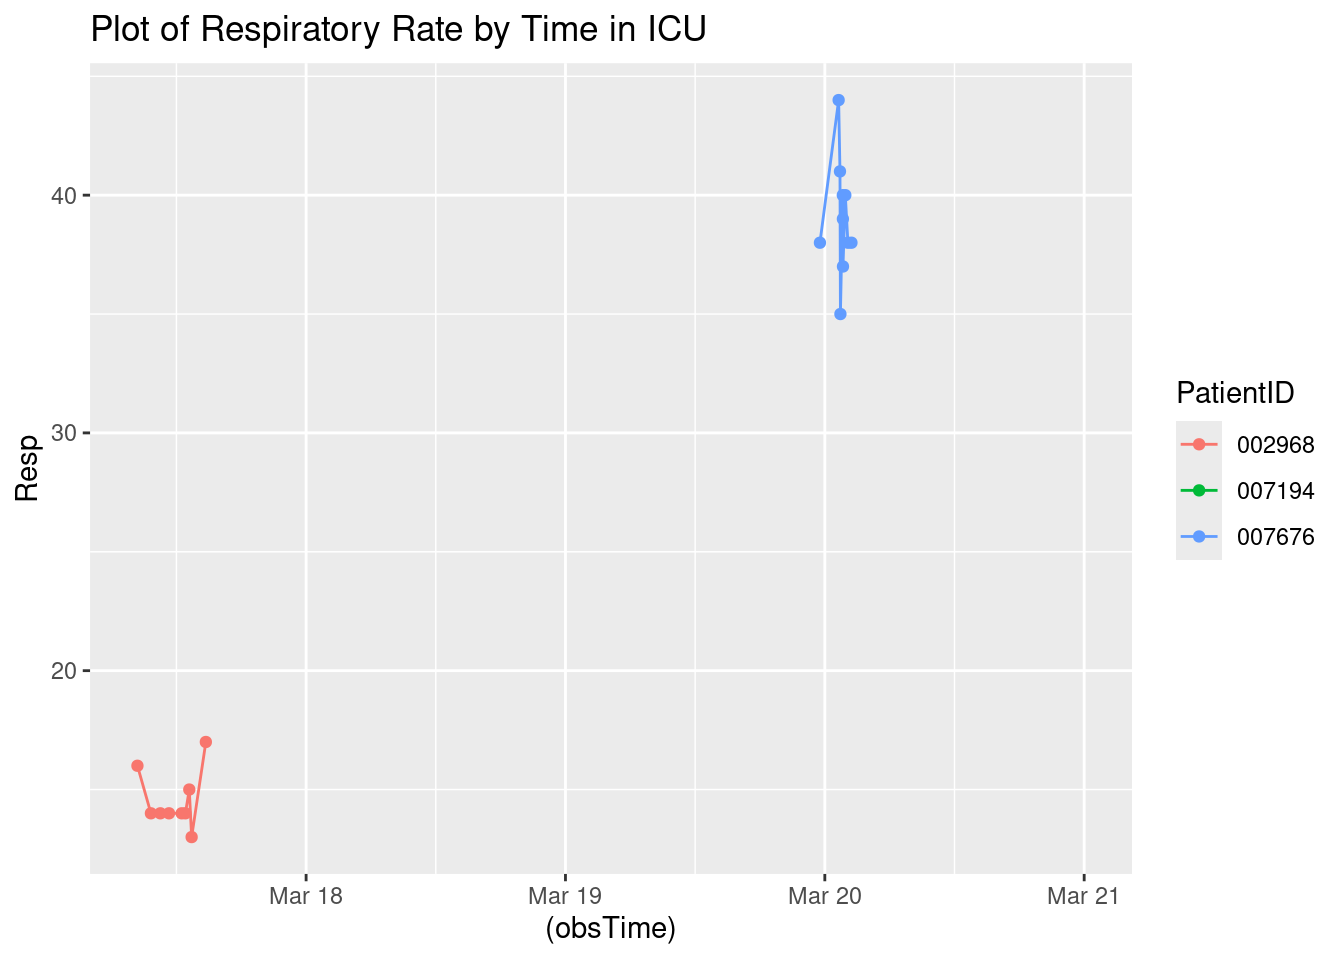 Plot of Respiratory Rate by Time in ICU
40
30
20
Resp
Mar 18
Mar 19
Mar 20
Mar 21
(obsTime)
PatientID
002968
007194
007676